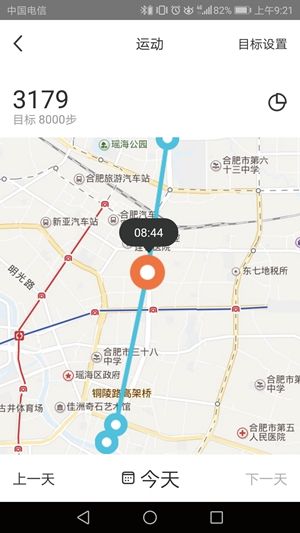 中国电信 82% 上午9:21
运动 目标设置
3179
目标 8000步
瑶海公园
合肥市第六
十三中学
合肥旅游汽车站
新亚汽车站
合肥汽车
08:44
医院
明光路
东七地税所
合肥市三十八
中学
瑶海区政府
铜陵路高架桥
佳洲奇石艺术馆
古井体育场
合肥市第
六十二中学
合肥市第五
人民医院
上一天 今天 下一天